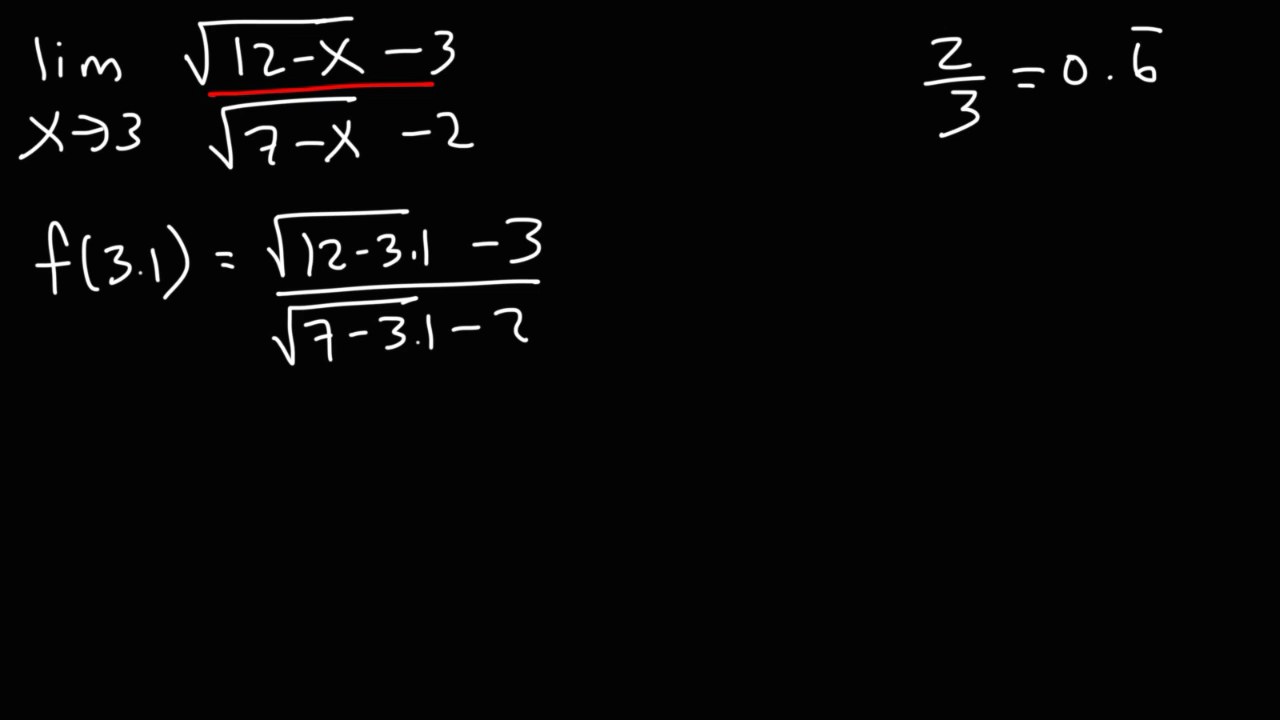 lim x→3 (√(12-x) - 3)/(√(7-x) - 2)
2/3 = 0.6̅
f(3.1) = (√(12-3.1) - 3)/(√(7-3.1) - 2)